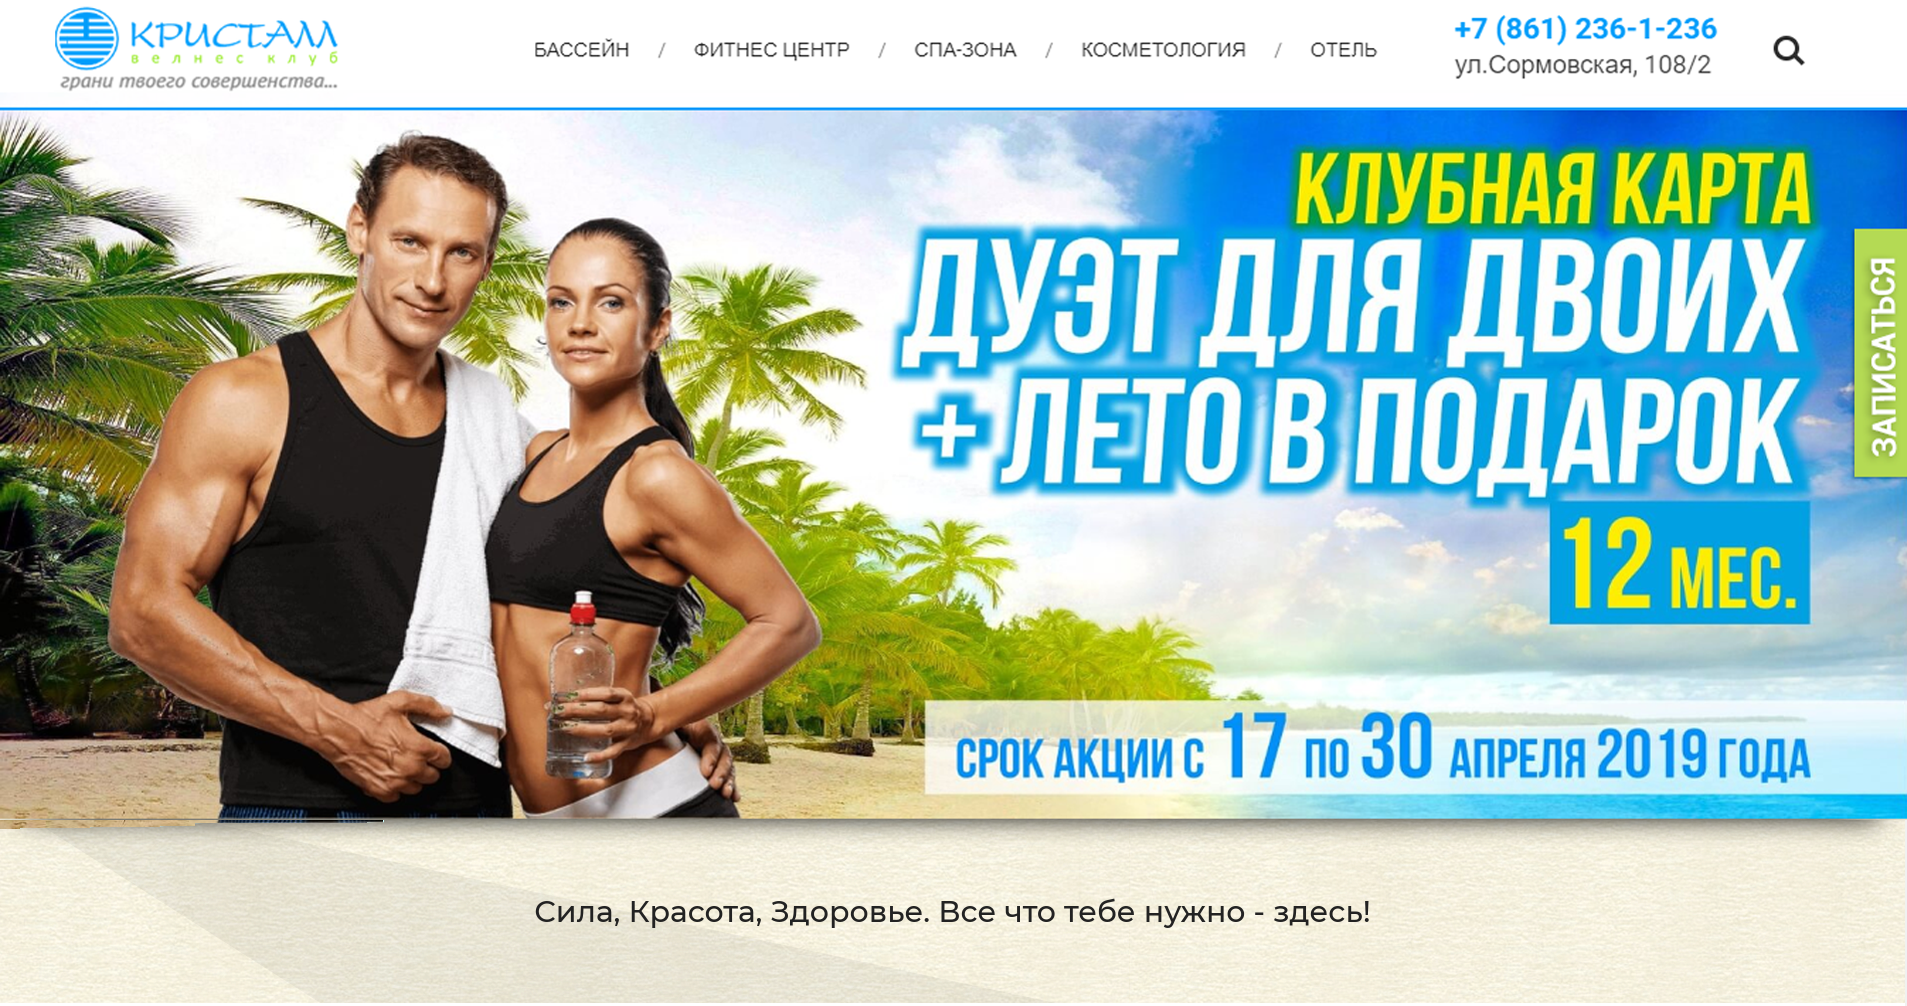 КРИСТАЛЛ
велнес клуб
грани твоего совершенства...
БАССЕЙН / ФИТНЕС ЦЕНТР / СПА-ЗОНА / КОСМЕТОЛОГИЯ / ОТЕЛЬ
+7 (861) 236-1-236
ул.Сормовская, 108/2
КЛУБНАЯ КАРТА
ДУЭТ ДЛЯ ДВОИХ
+ ЛЕТО В ПОДАРОК
12 МЕС.
ЗАПИСАТЬСЯ
СРОК АКЦИИ С 17 ПО 30 АПРЕЛЯ 2019 ГОДА
Сила, Красота, Здоровье. Все что тебе нужно - здесь!